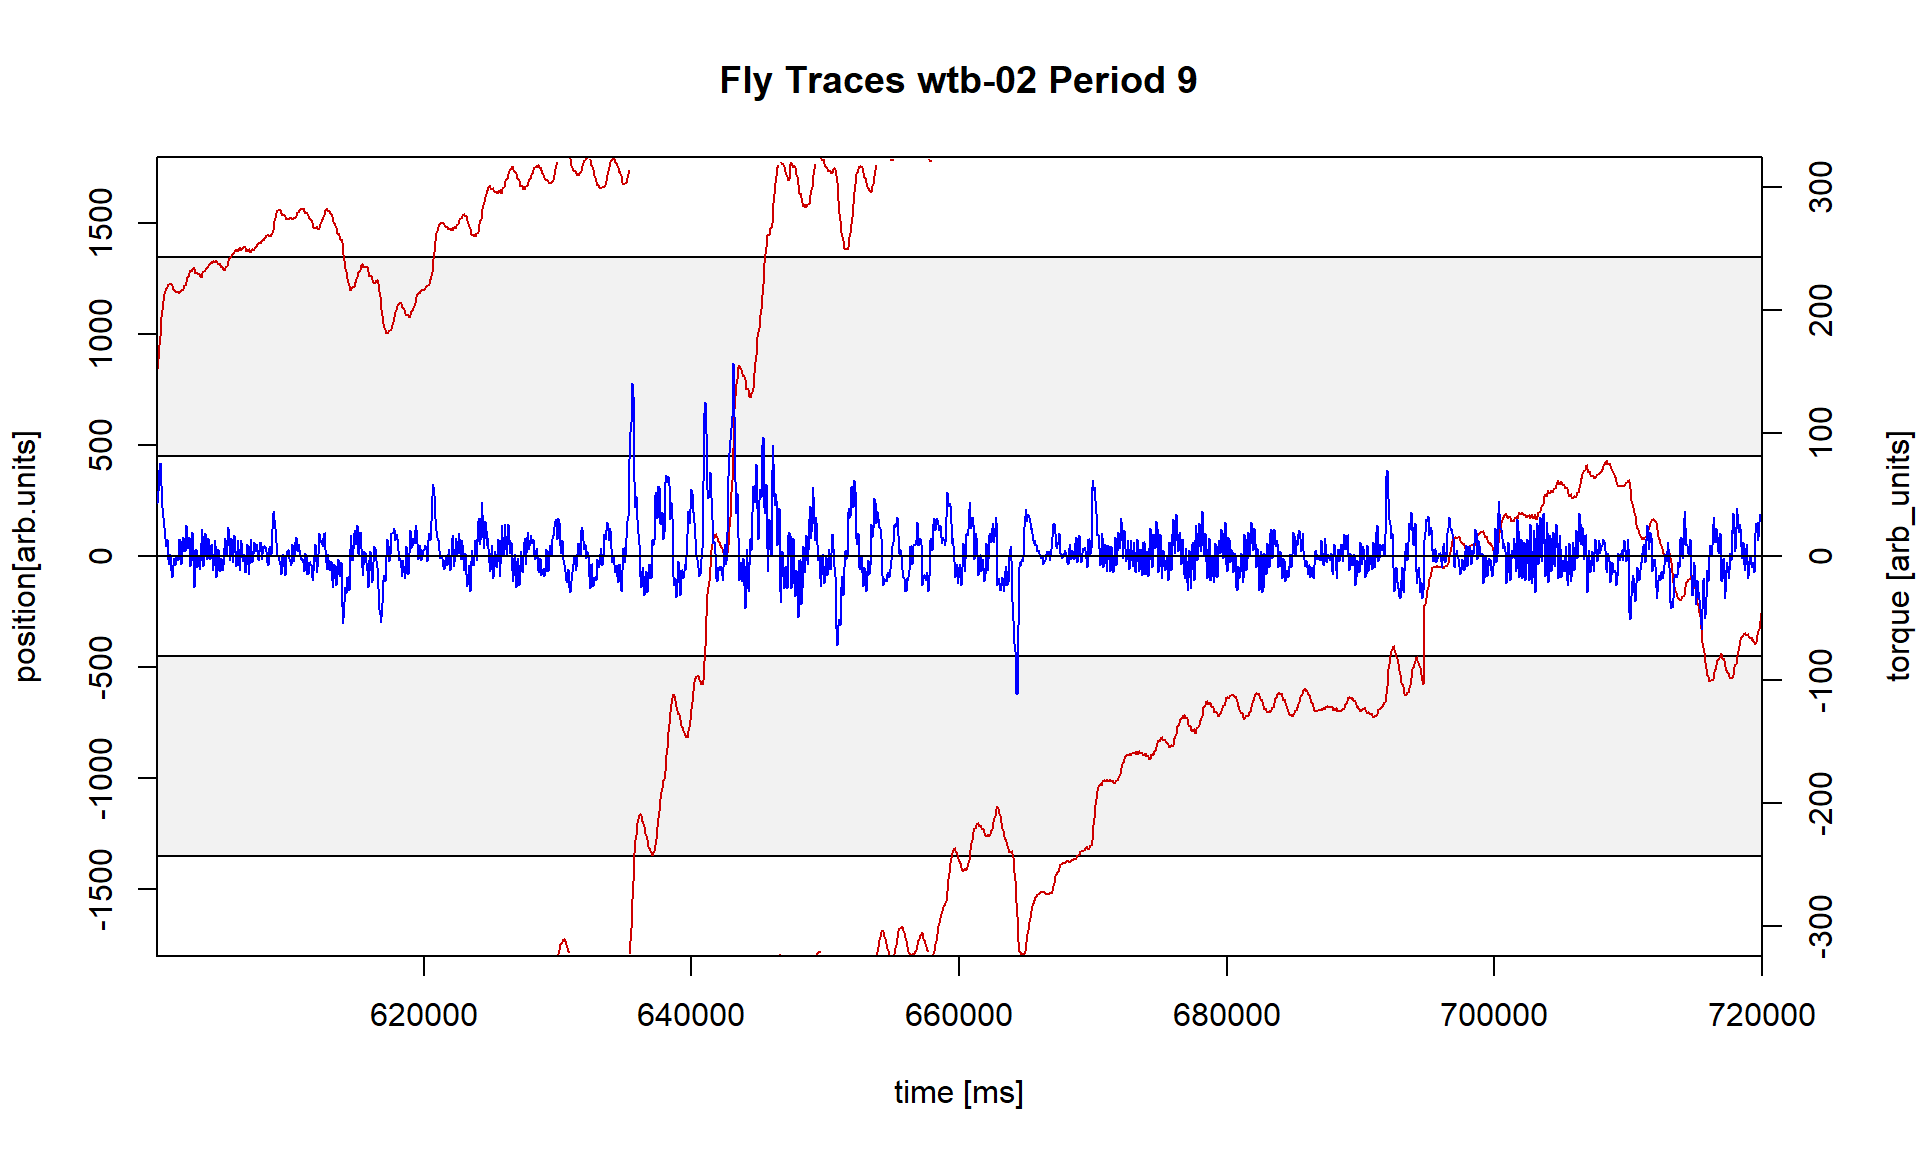 Fly Traces wtb-02 Period 9
position[arb.units]
1500
1000
500
0
-500
-1000
-1500
300
200
100
0
-100
-200
-300
torque [arb_units]
620000 640000 660000 680000 700000 720000
time [ms]